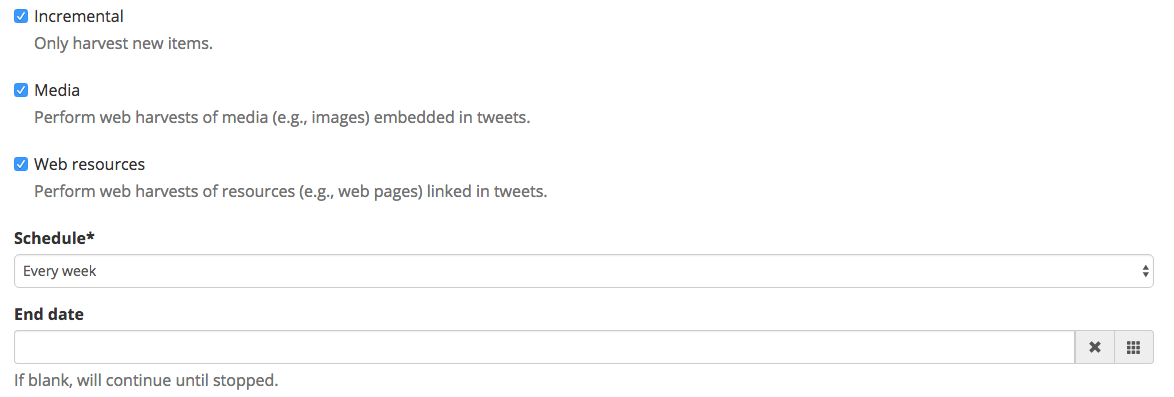 Incremental
Only harvest new items.
Media
Perform web harvests of media (e.g., images) embedded in tweets.
Web resources
Perform web harvests of resources (e.g., web pages) linked in tweets.
Schedule*
Every week
End date
If blank, will continue until stopped.